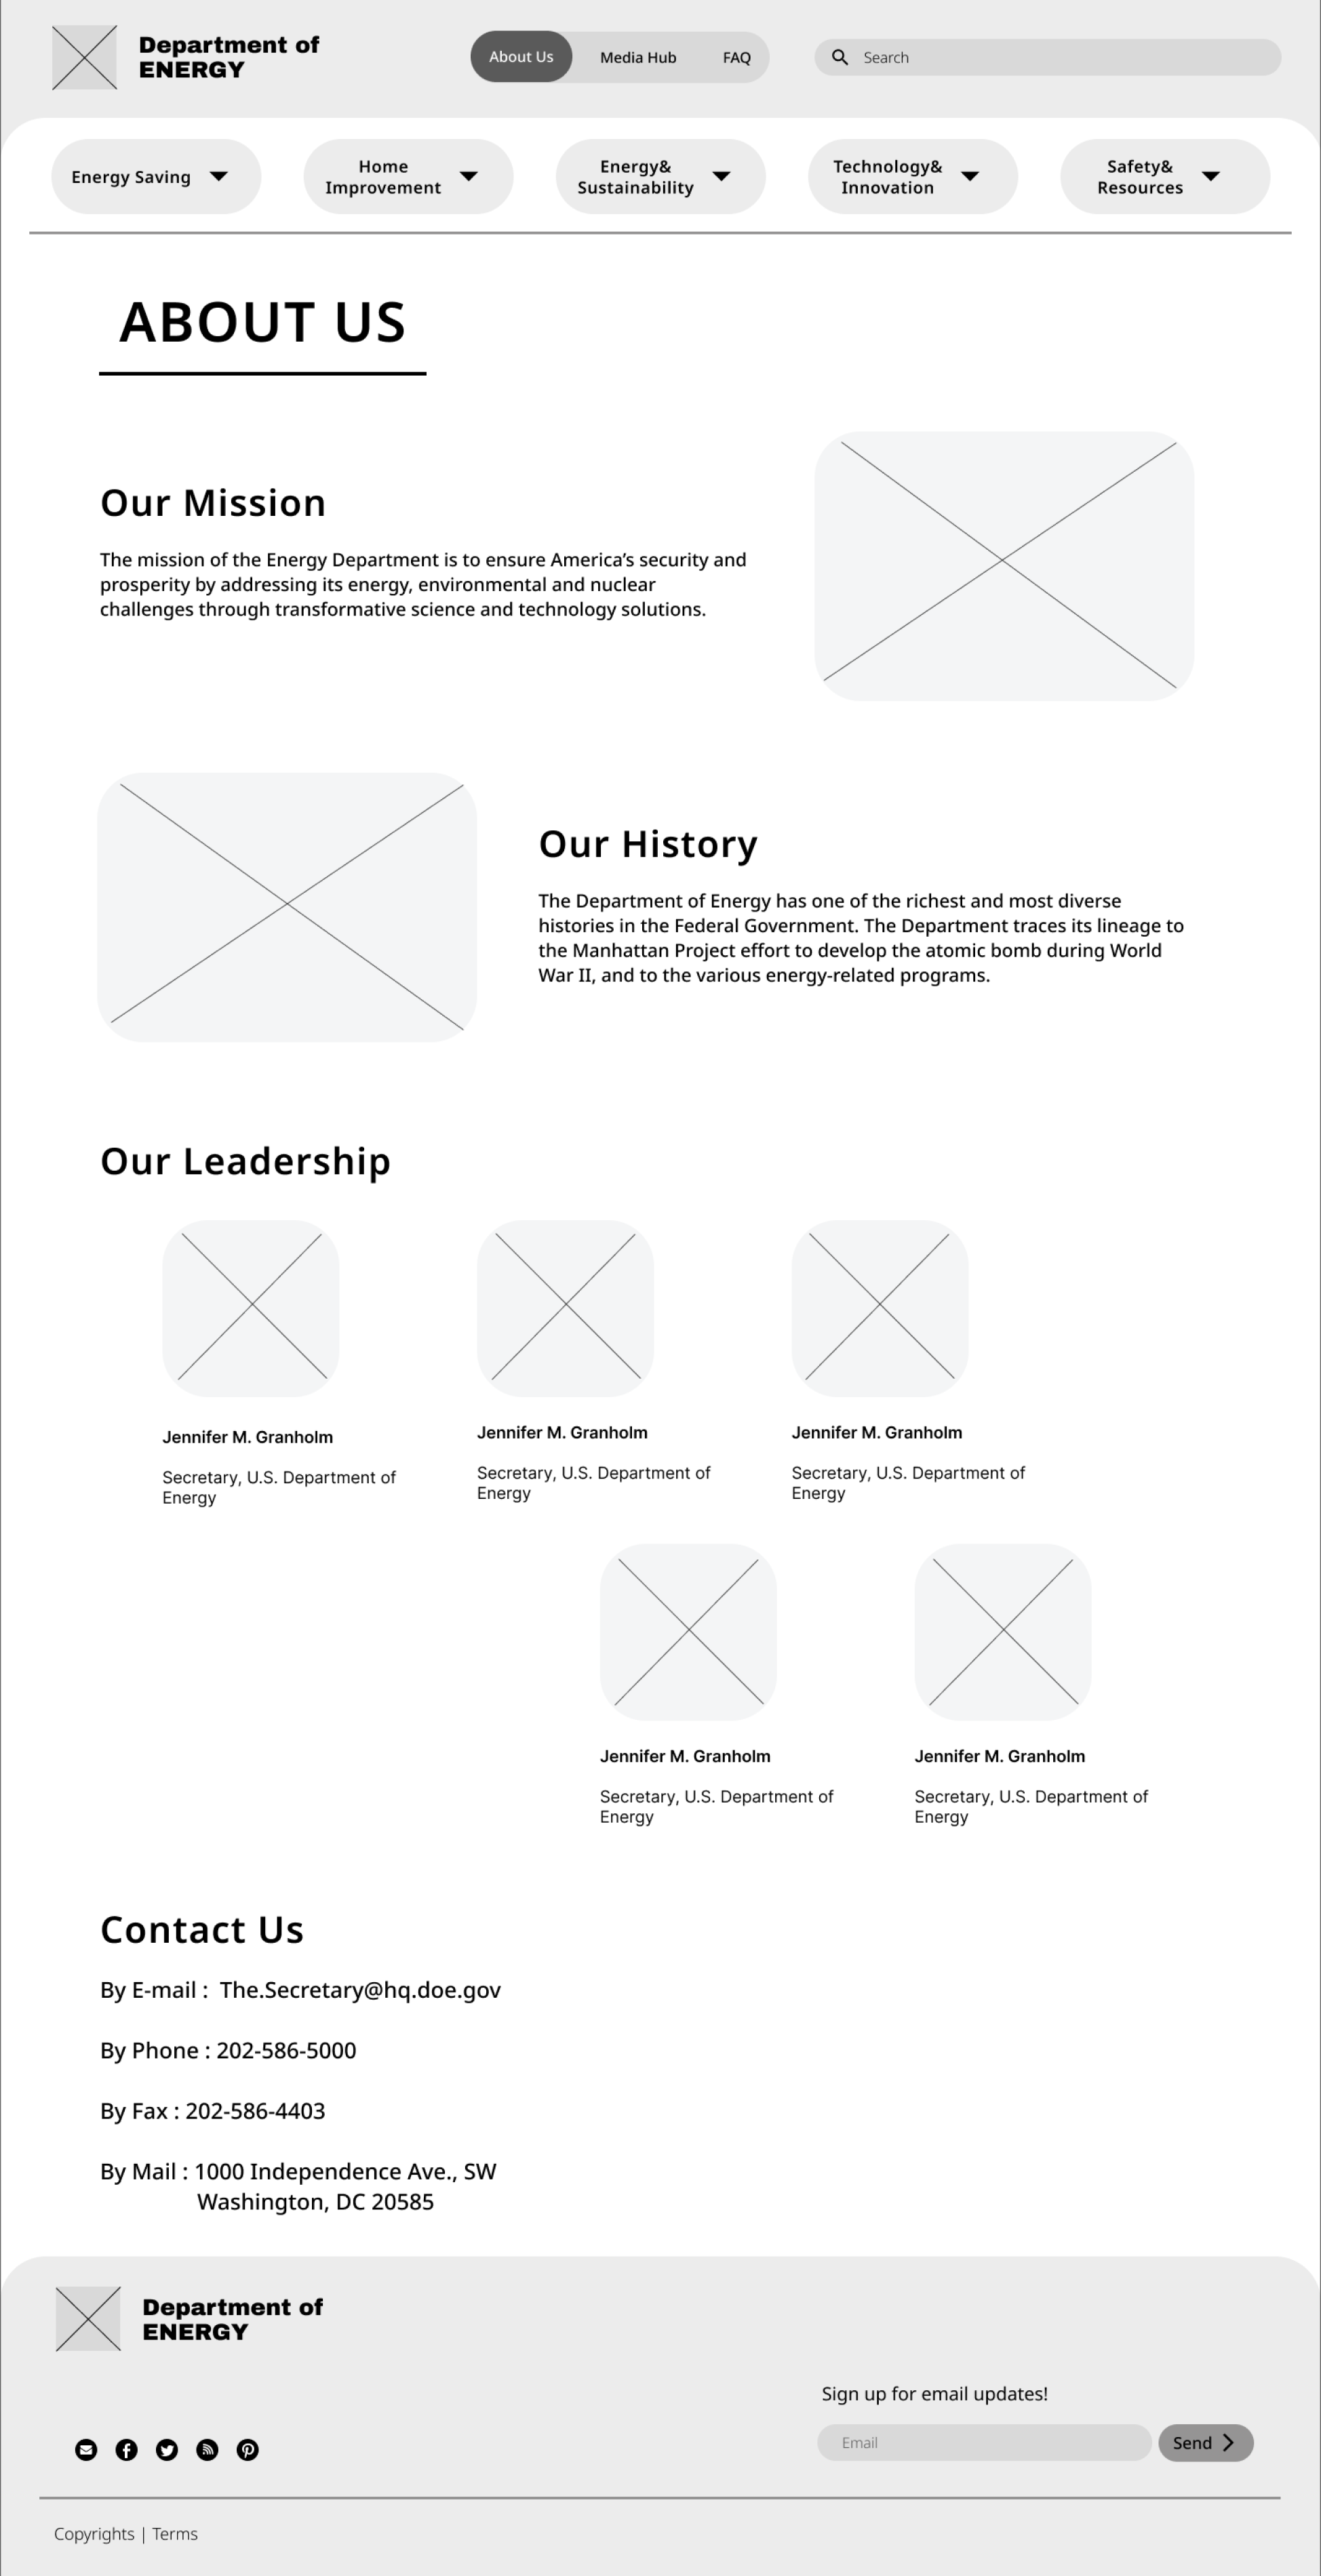 Department of
ENERGY
About Us
Media Hub
FAQ
Search
Energy Saving
Home
Improvement
Energy&
Sustainability
Technology&
Innovation
Safety&
Resources
ABOUT US
Our Mission
The mission of the Energy Department is to ensure America’s security and
prosperity by addressing its energy, environmental and nuclear
challenges through transformative science and technology solutions.
Our History
The Department of Energy has one of the richest and most diverse
histories in the Federal Government. The Department traces its lineage to
the Manhattan Project effort to develop the atomic bomb during World
War II, and to the various energy-related programs.
Our Leadership
Jennifer M. Granholm
Secretary, U.S. Department of
Energy
Jennifer M. Granholm
Secretary, U.S. Department of
Energy
Jennifer M. Granholm
Secretary, U.S. Department of
Energy
Jennifer M. Granholm
Secretary, U.S. Department of
Energy
Jennifer M. Granholm
Secretary, U.S. Department of
Energy
Contact Us
By E-mail : The.Secretary@hq.doe.gov
By Phone : 202-586-5000
By Fax : 202-586-4403
By Mail : 1000 Independence Ave., SW
Washington, DC 20585
Department of
ENERGY
Sign up for email updates!
Email
Send
Copyrights | Terms